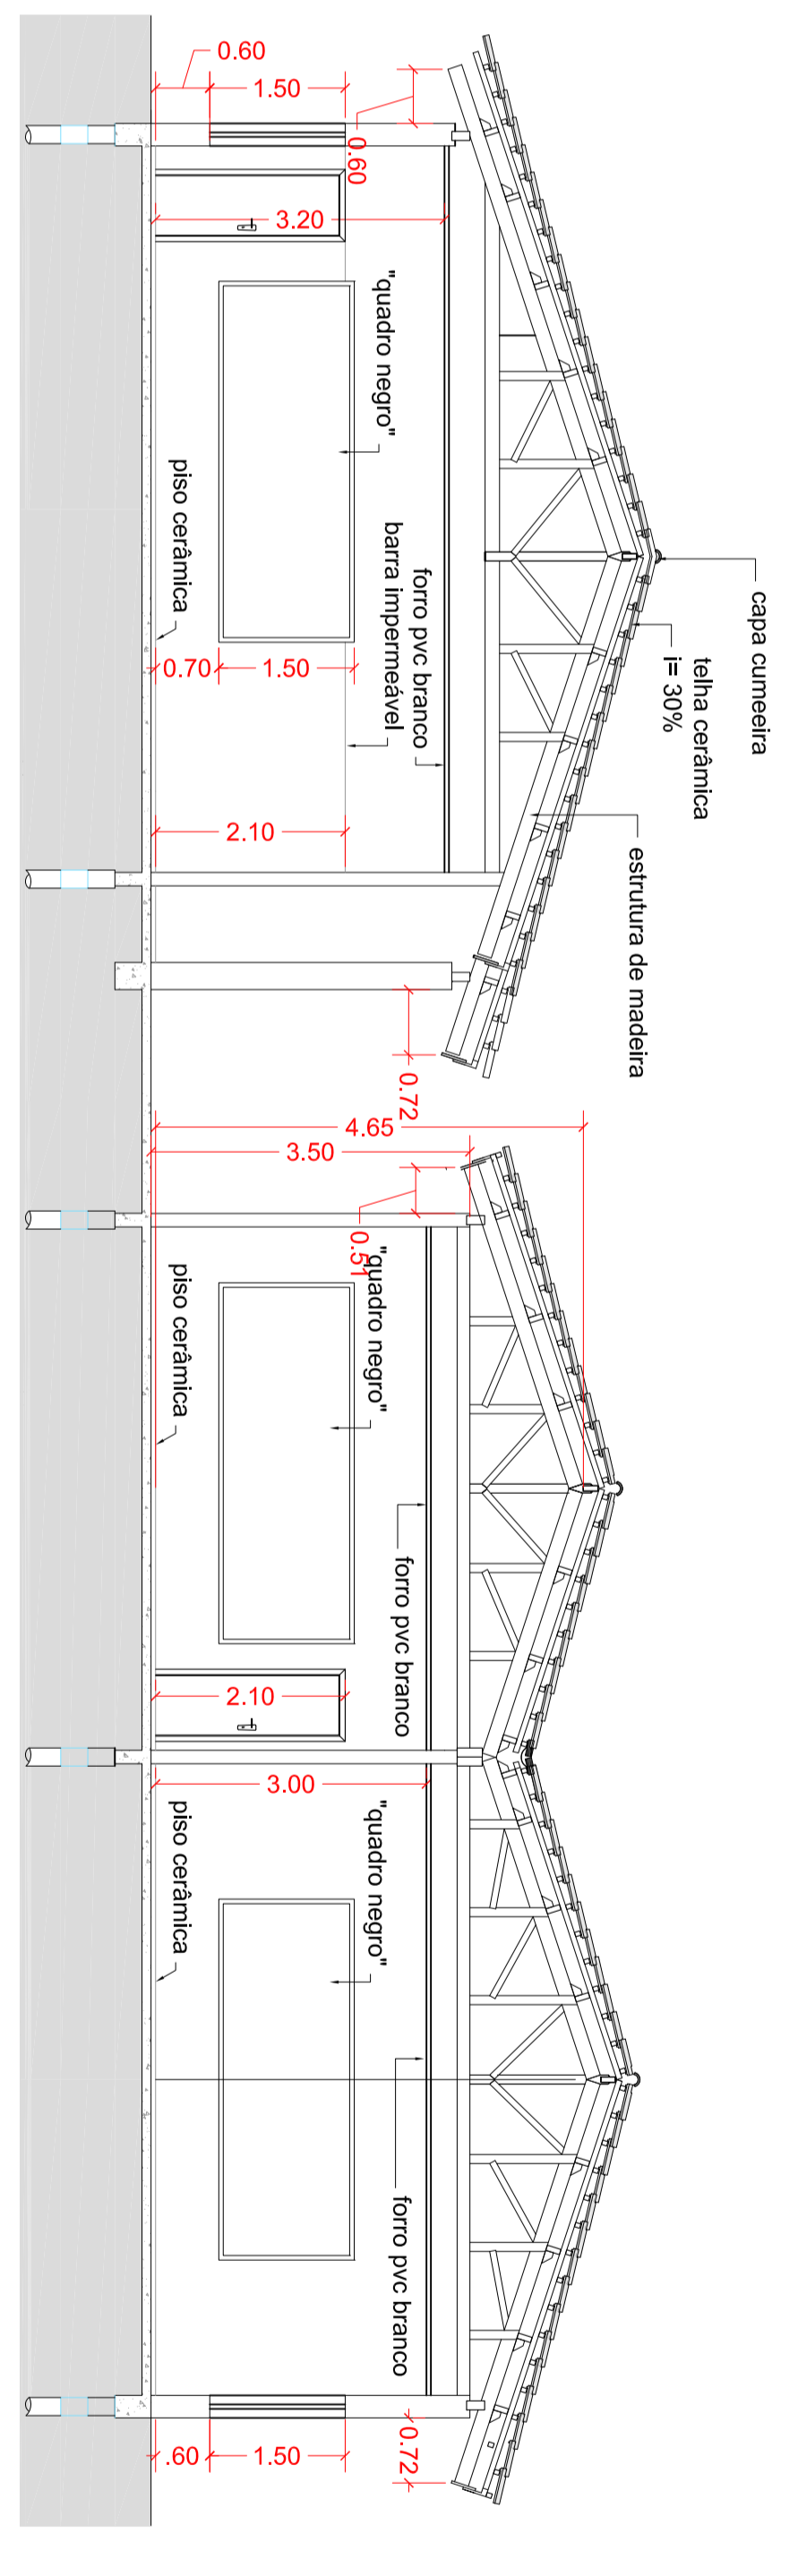 capa cumeeira
telha cerâmica
i= 30%
estrutura de madeira
forro pvc branco
barra impermeável
"quadro negro"
piso cerâmica
0.60
1.50
0.60
3.20
0.70
1.50
2.10
0.72
4.65
3.50
0.51
"quadro negro"
piso cerâmica
forro pvc branco
2.10
3.00
"quadro negro"
piso cerâmica
forro pvc branco
.60
1.50
0.72